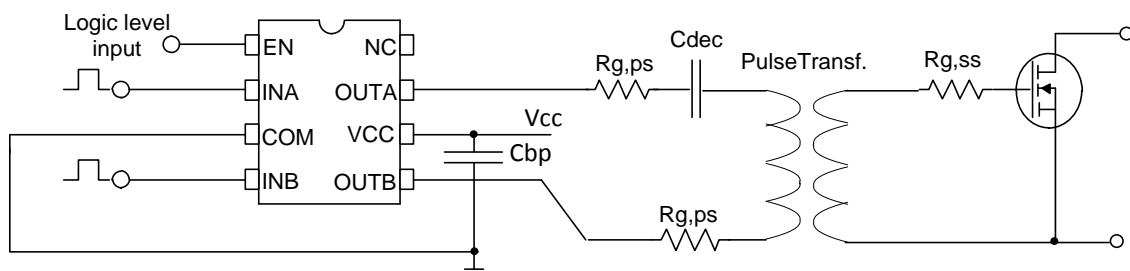 Logic level
input
EN
NC
INA
OUTA
COM
VCC
INB
OUTB
Vcc
Cbp
Rg,ps
Cdec
PulseTransf.
Rg,ss
Rg,ps